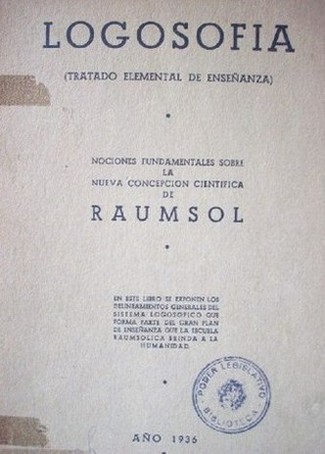 LOGOSOFIA
(TRATADO ELEMENTAL DE ENSEÑANZA)
NOCIONES FUNDAMENTALES SOBRE
LA
NUEVA CONCEPCION CIENTIFICA
DE
RAUMSOL
EN ESTE LIBRO SE EXPONEN LOS
DELINEAMIENTOS GENERALES DEL
SISTEMA LOGOSOFICO QUE
FORMA PARTE DEL GRAN PLAN
DE ENSEÑANZA QUE LA ESCUELA
RAUMSOLICA BRINDA A LA
HUMANIDAD.
PODER LEGISLATIVO
BIBLIOTECA
AÑO 1936